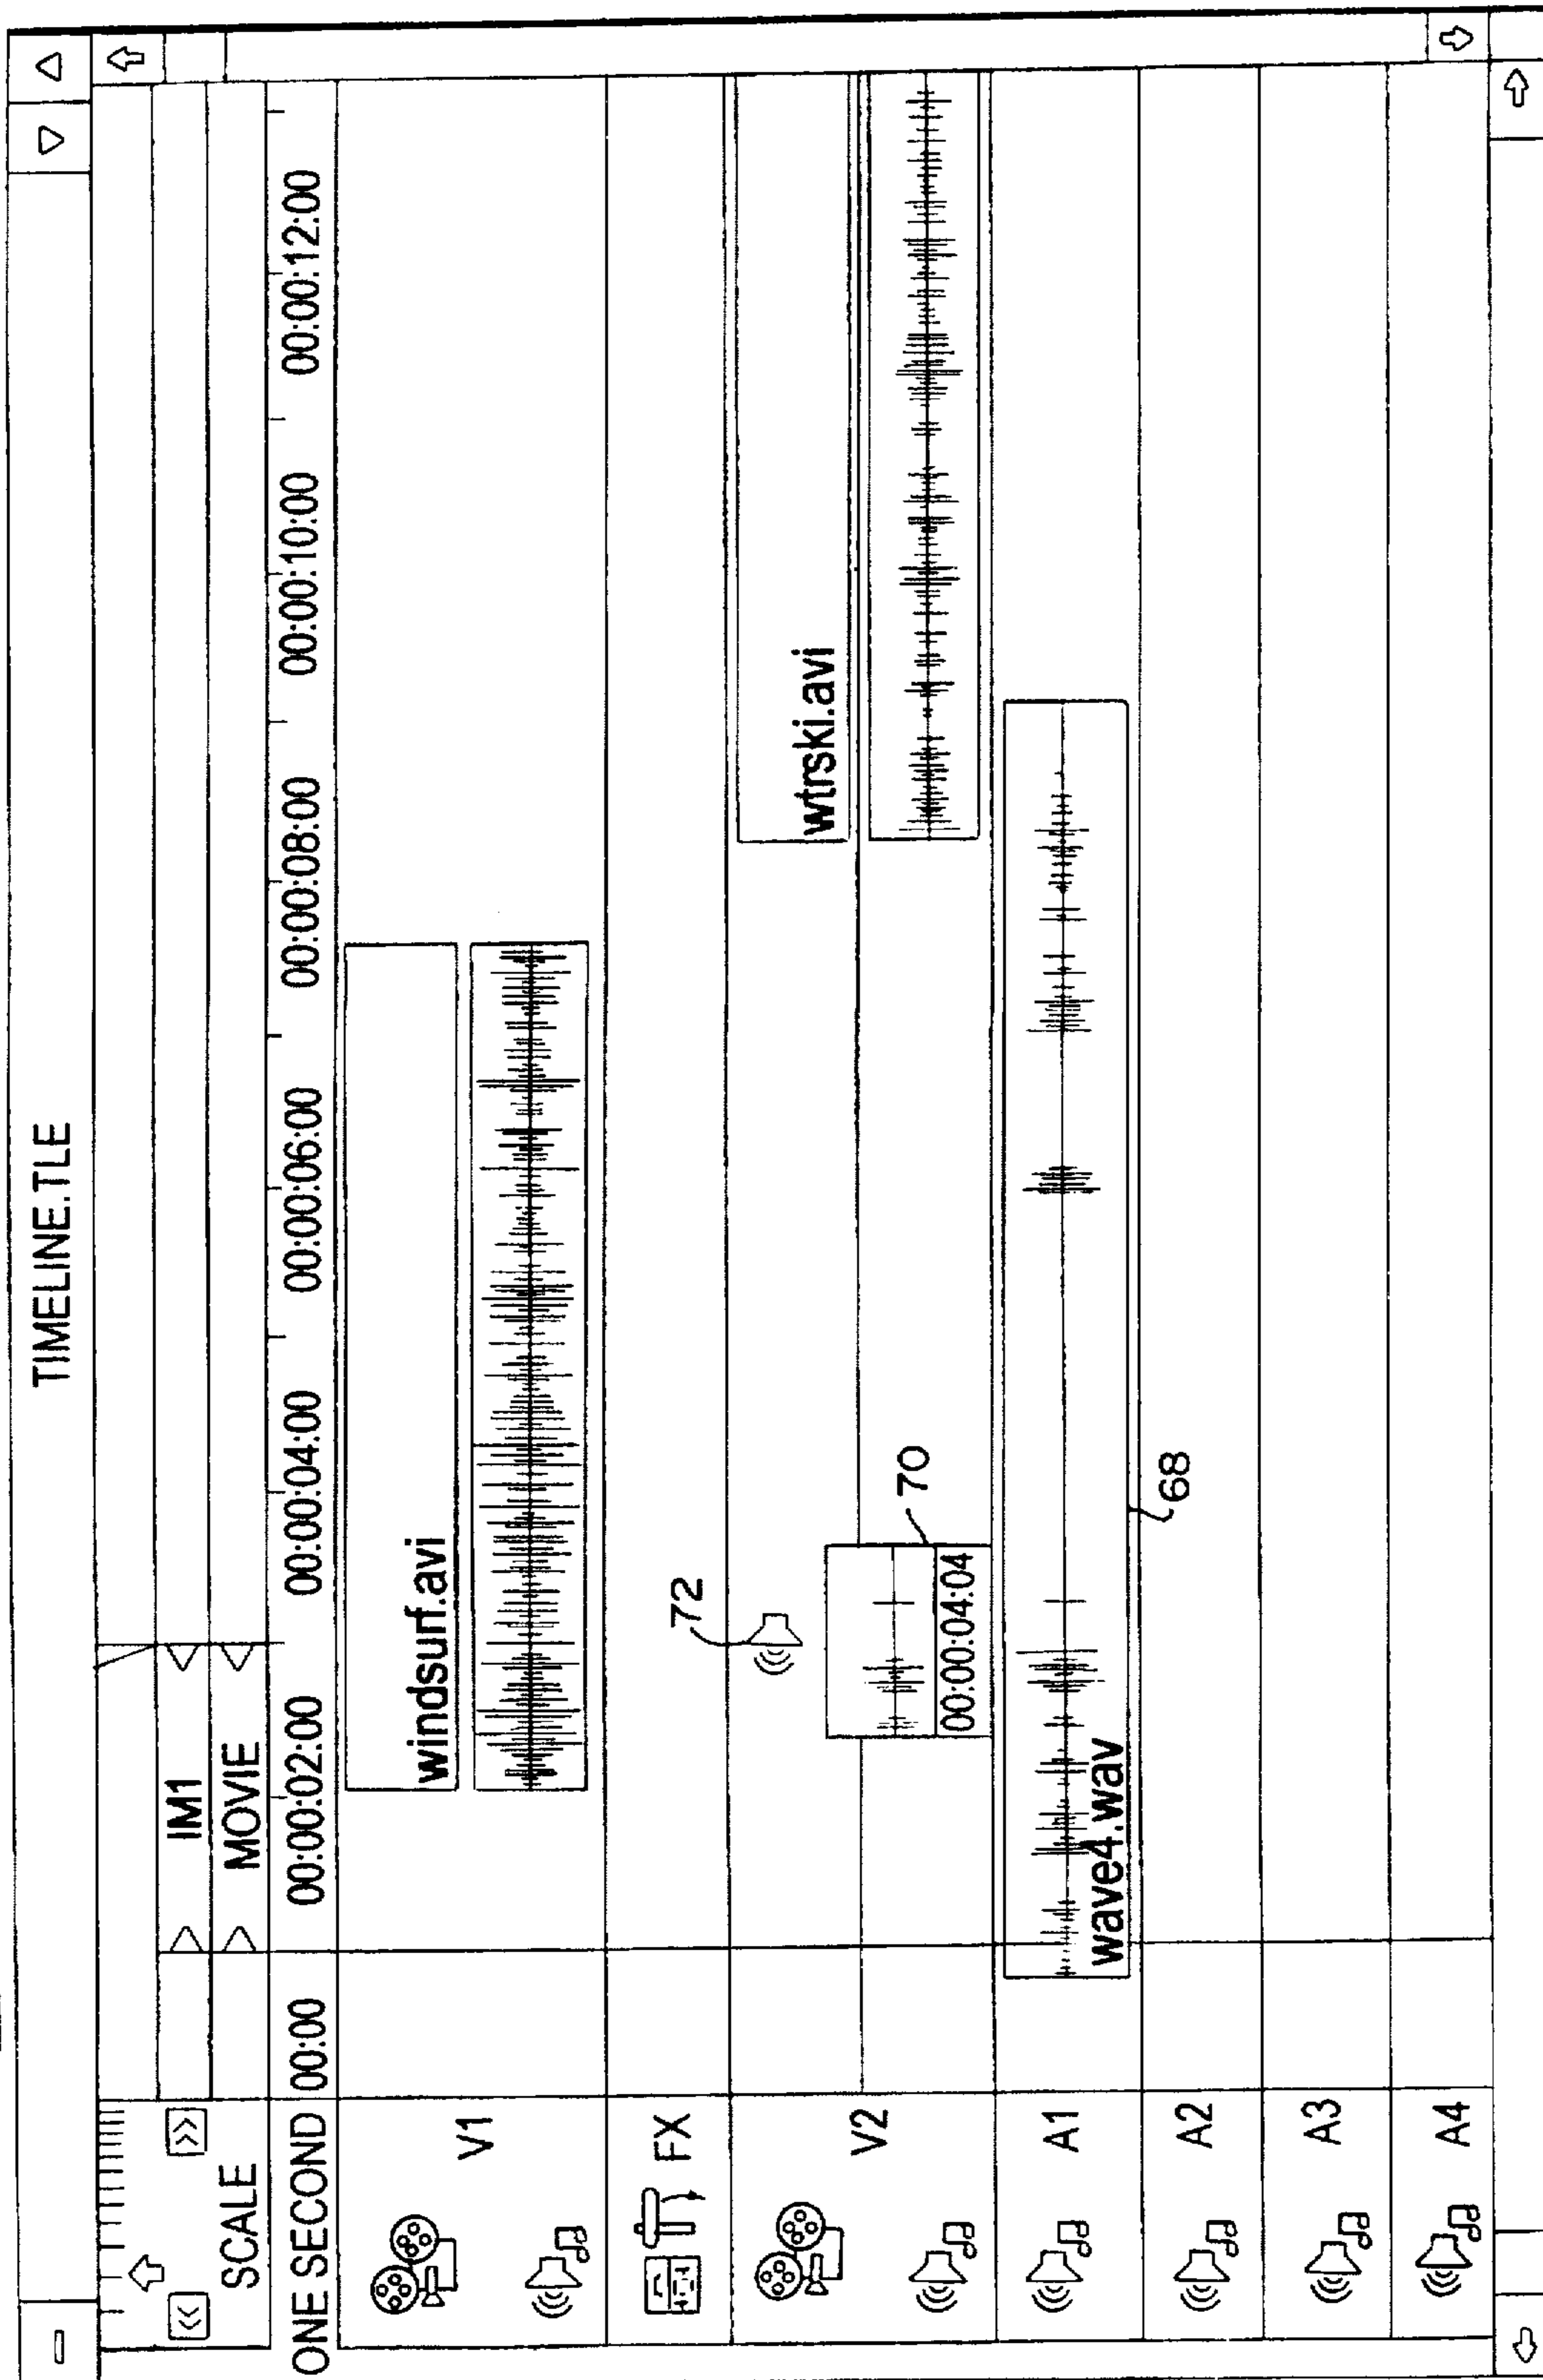 TIMELINE.TLE
IM1
SCALE
MOVIE
ONE SECOND
00:00
00:00:02:00
00:00:04:00
00:00:06:00
00:00:08:00
00:00:10:00
00:00:12:00
V1
windsurf.avi
FX
72
V2
wtrski.avi
70
00:00:04:04
A1
wave4.wav
68
A2
A3
A4